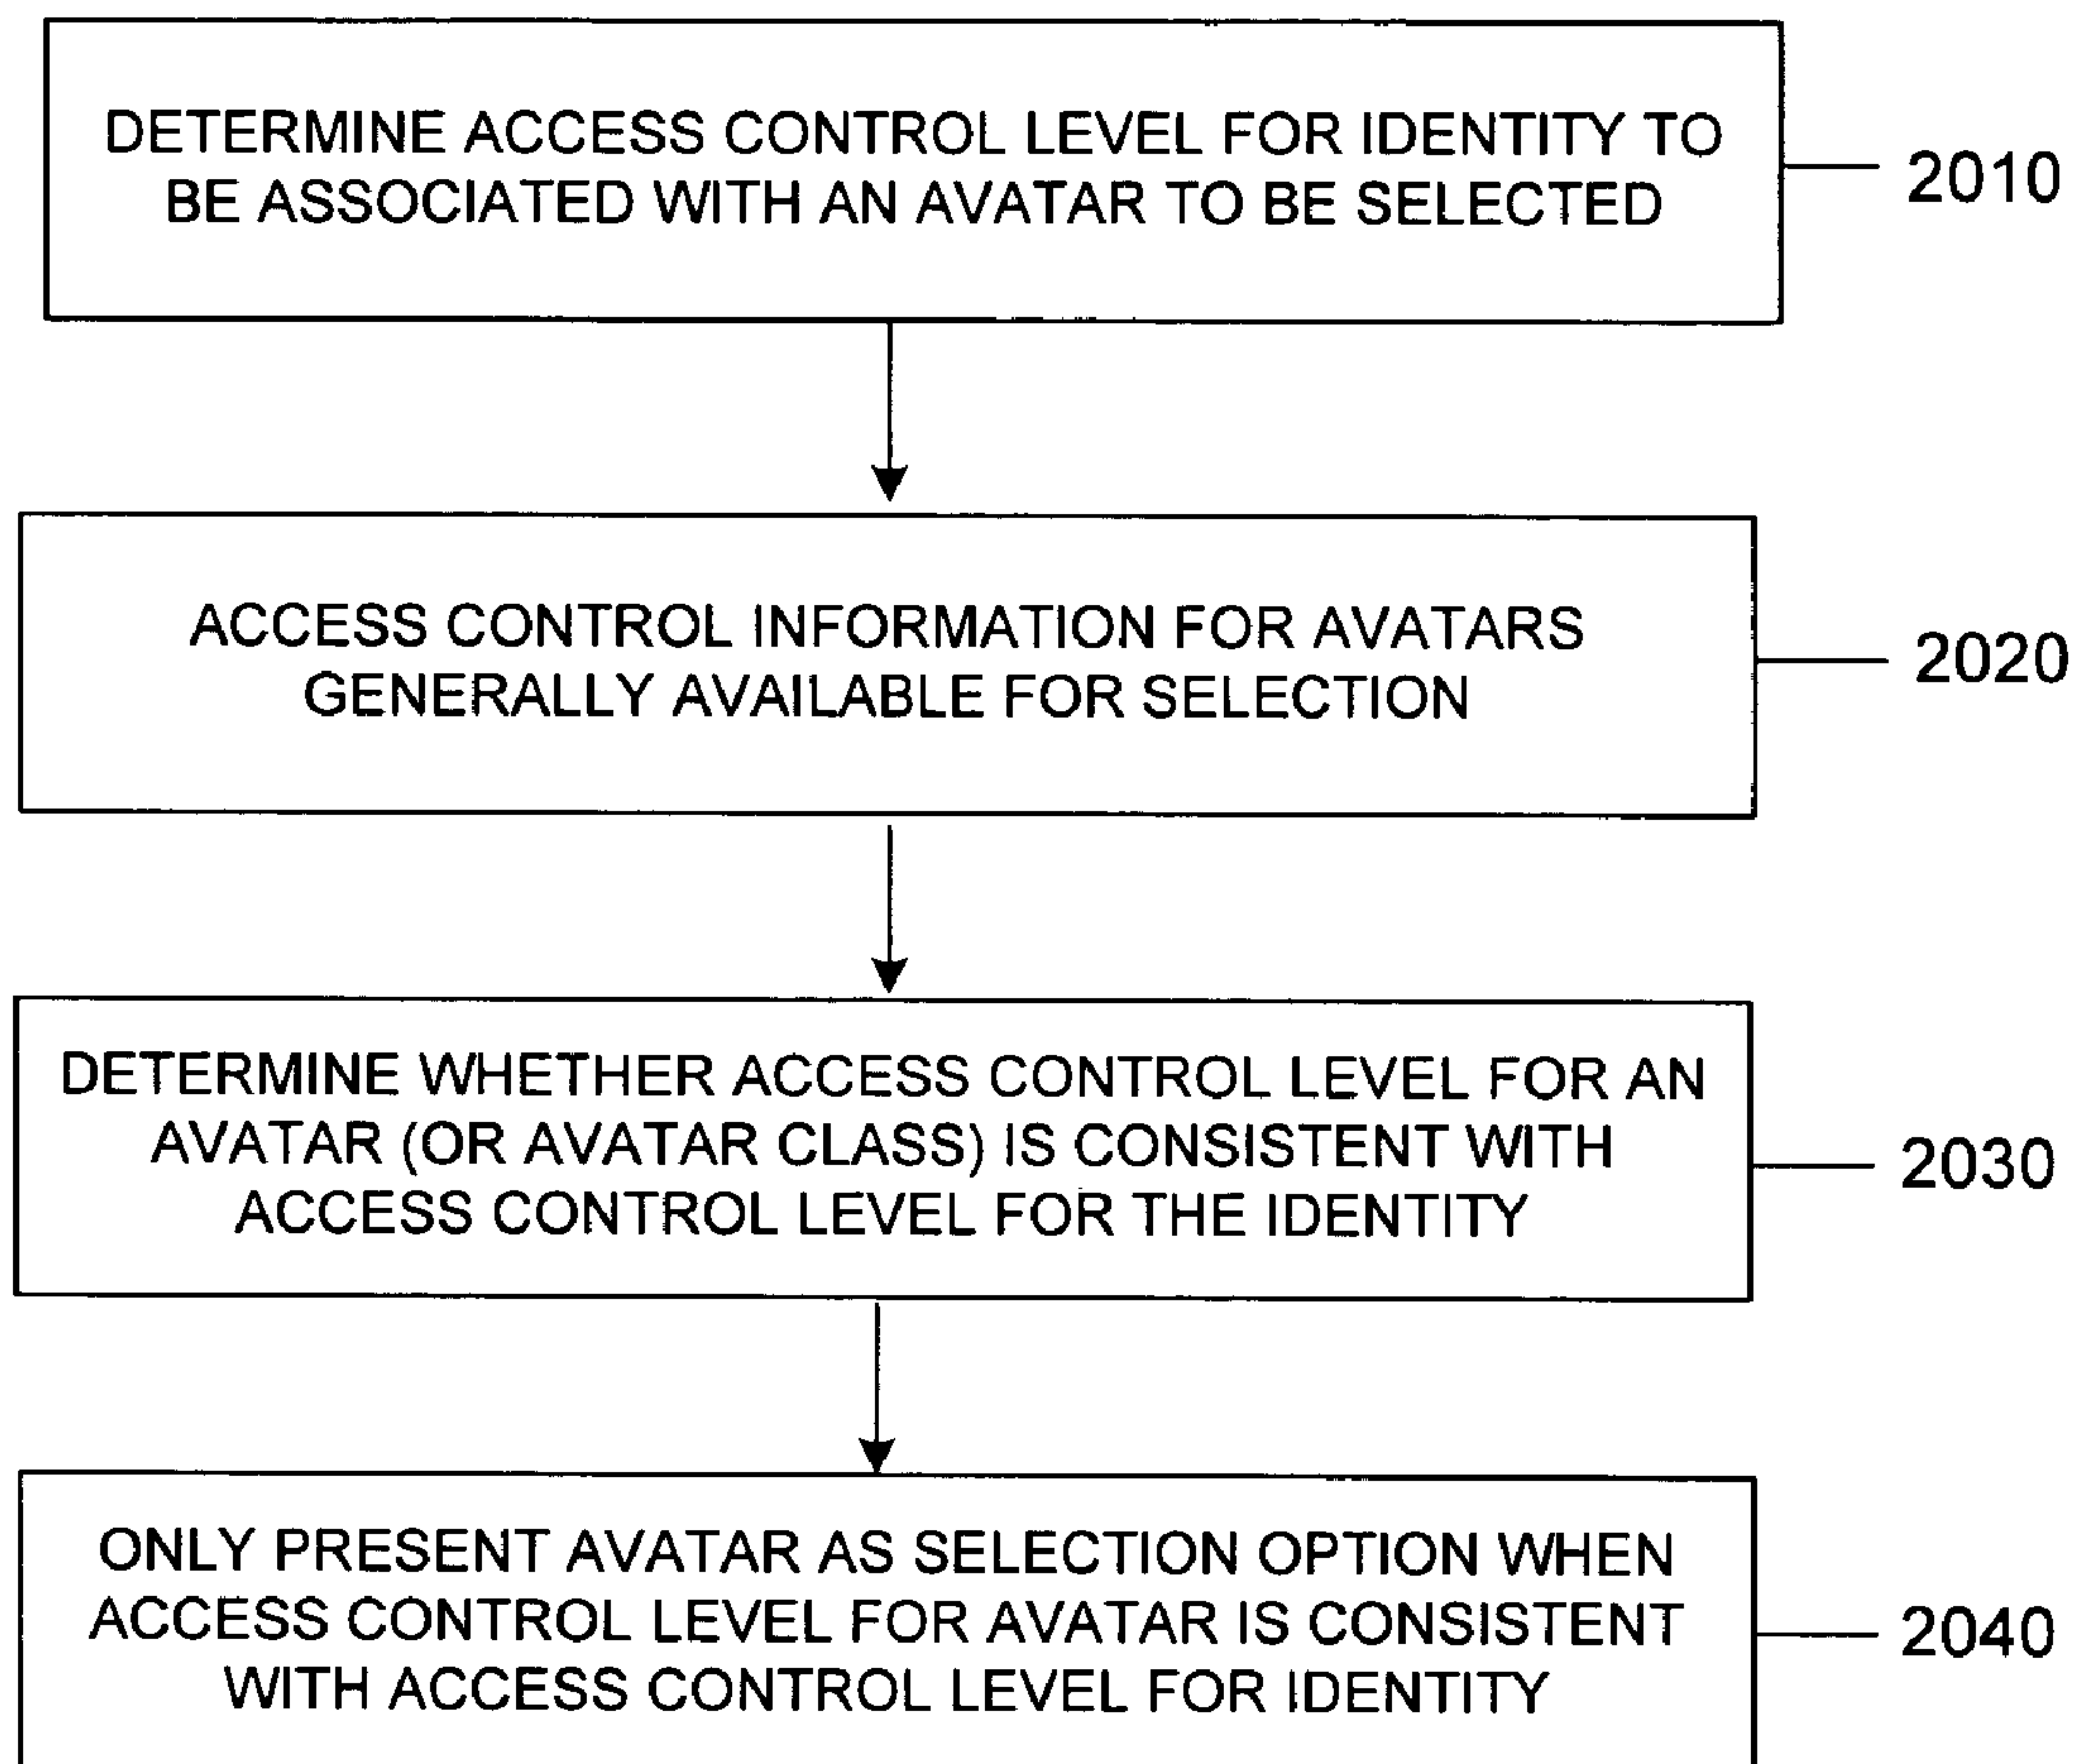 DETERMINE ACCESS CONTROL LEVEL FOR IDENTITY TO
BE ASSOCIATED WITH AN AVATAR TO BE SELECTED
2010
ACCESS CONTROL INFORMATION FOR AVATARS
GENERALLY AVAILABLE FOR SELECTION
2020
DETERMINE WHETHER ACCESS CONTROL LEVEL FOR AN
AVATAR (OR AVATAR CLASS) IS CONSISTENT WITH
ACCESS CONTROL LEVEL FOR THE IDENTITY
2030
ONLY PRESENT AVATAR AS SELECTION OPTION WHEN
ACCESS CONTROL LEVEL FOR AVATAR IS CONSISTENT
WITH ACCESS CONTROL LEVEL FOR IDENTITY
2040